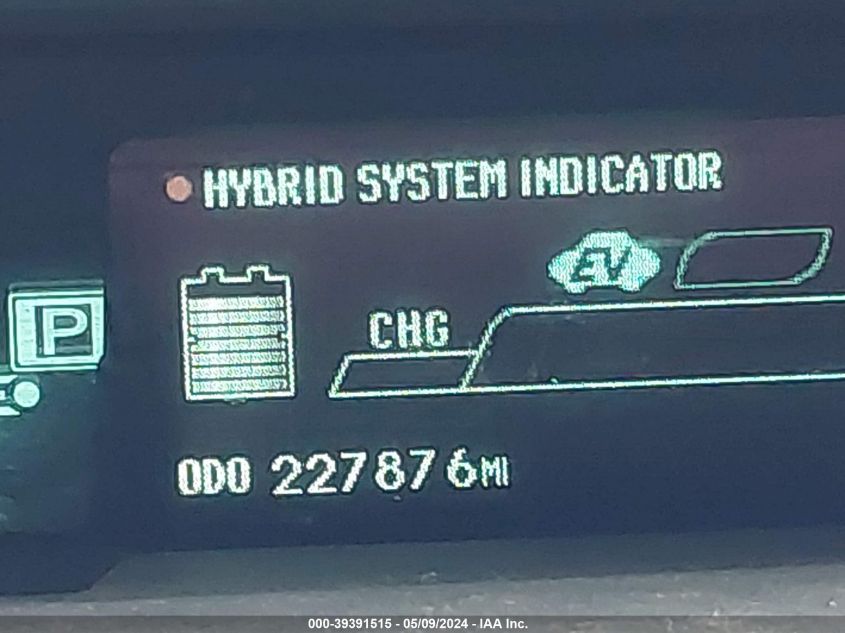 HYBRID SYSTEM INDICATOR
EV
P
CHG
ODO 227876MI
000-39391515 - 05/09/2024 - IAA Inc.